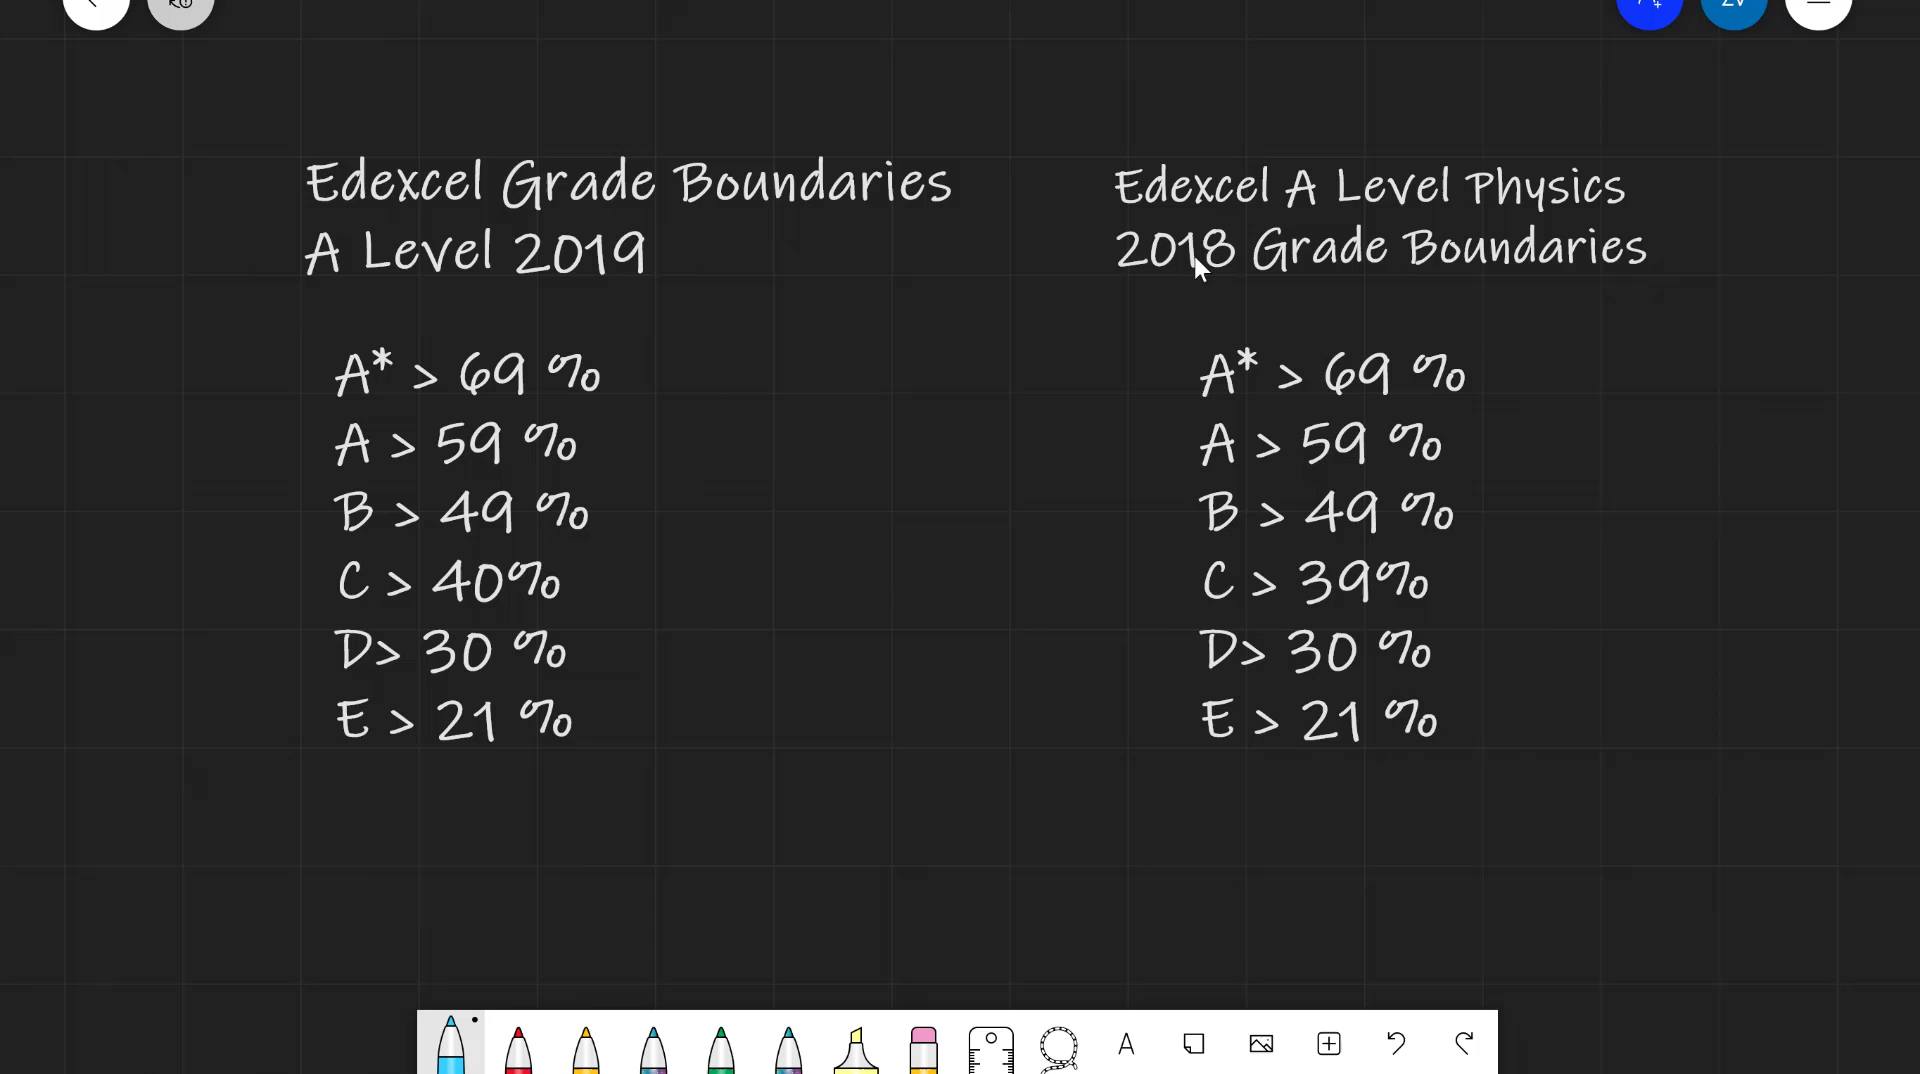 Edexcel Grade Boundaries
A Level 2019
A* > 69 %
A > 59 %
B > 49 %
C > 40%
D> 30 %
E > 21 %
Edexcel A Level Physics
2018 Grade Boundaries
A* > 69 %
A > 59 %
B > 49 %
C > 39%
D> 30 %
E > 21 %
A